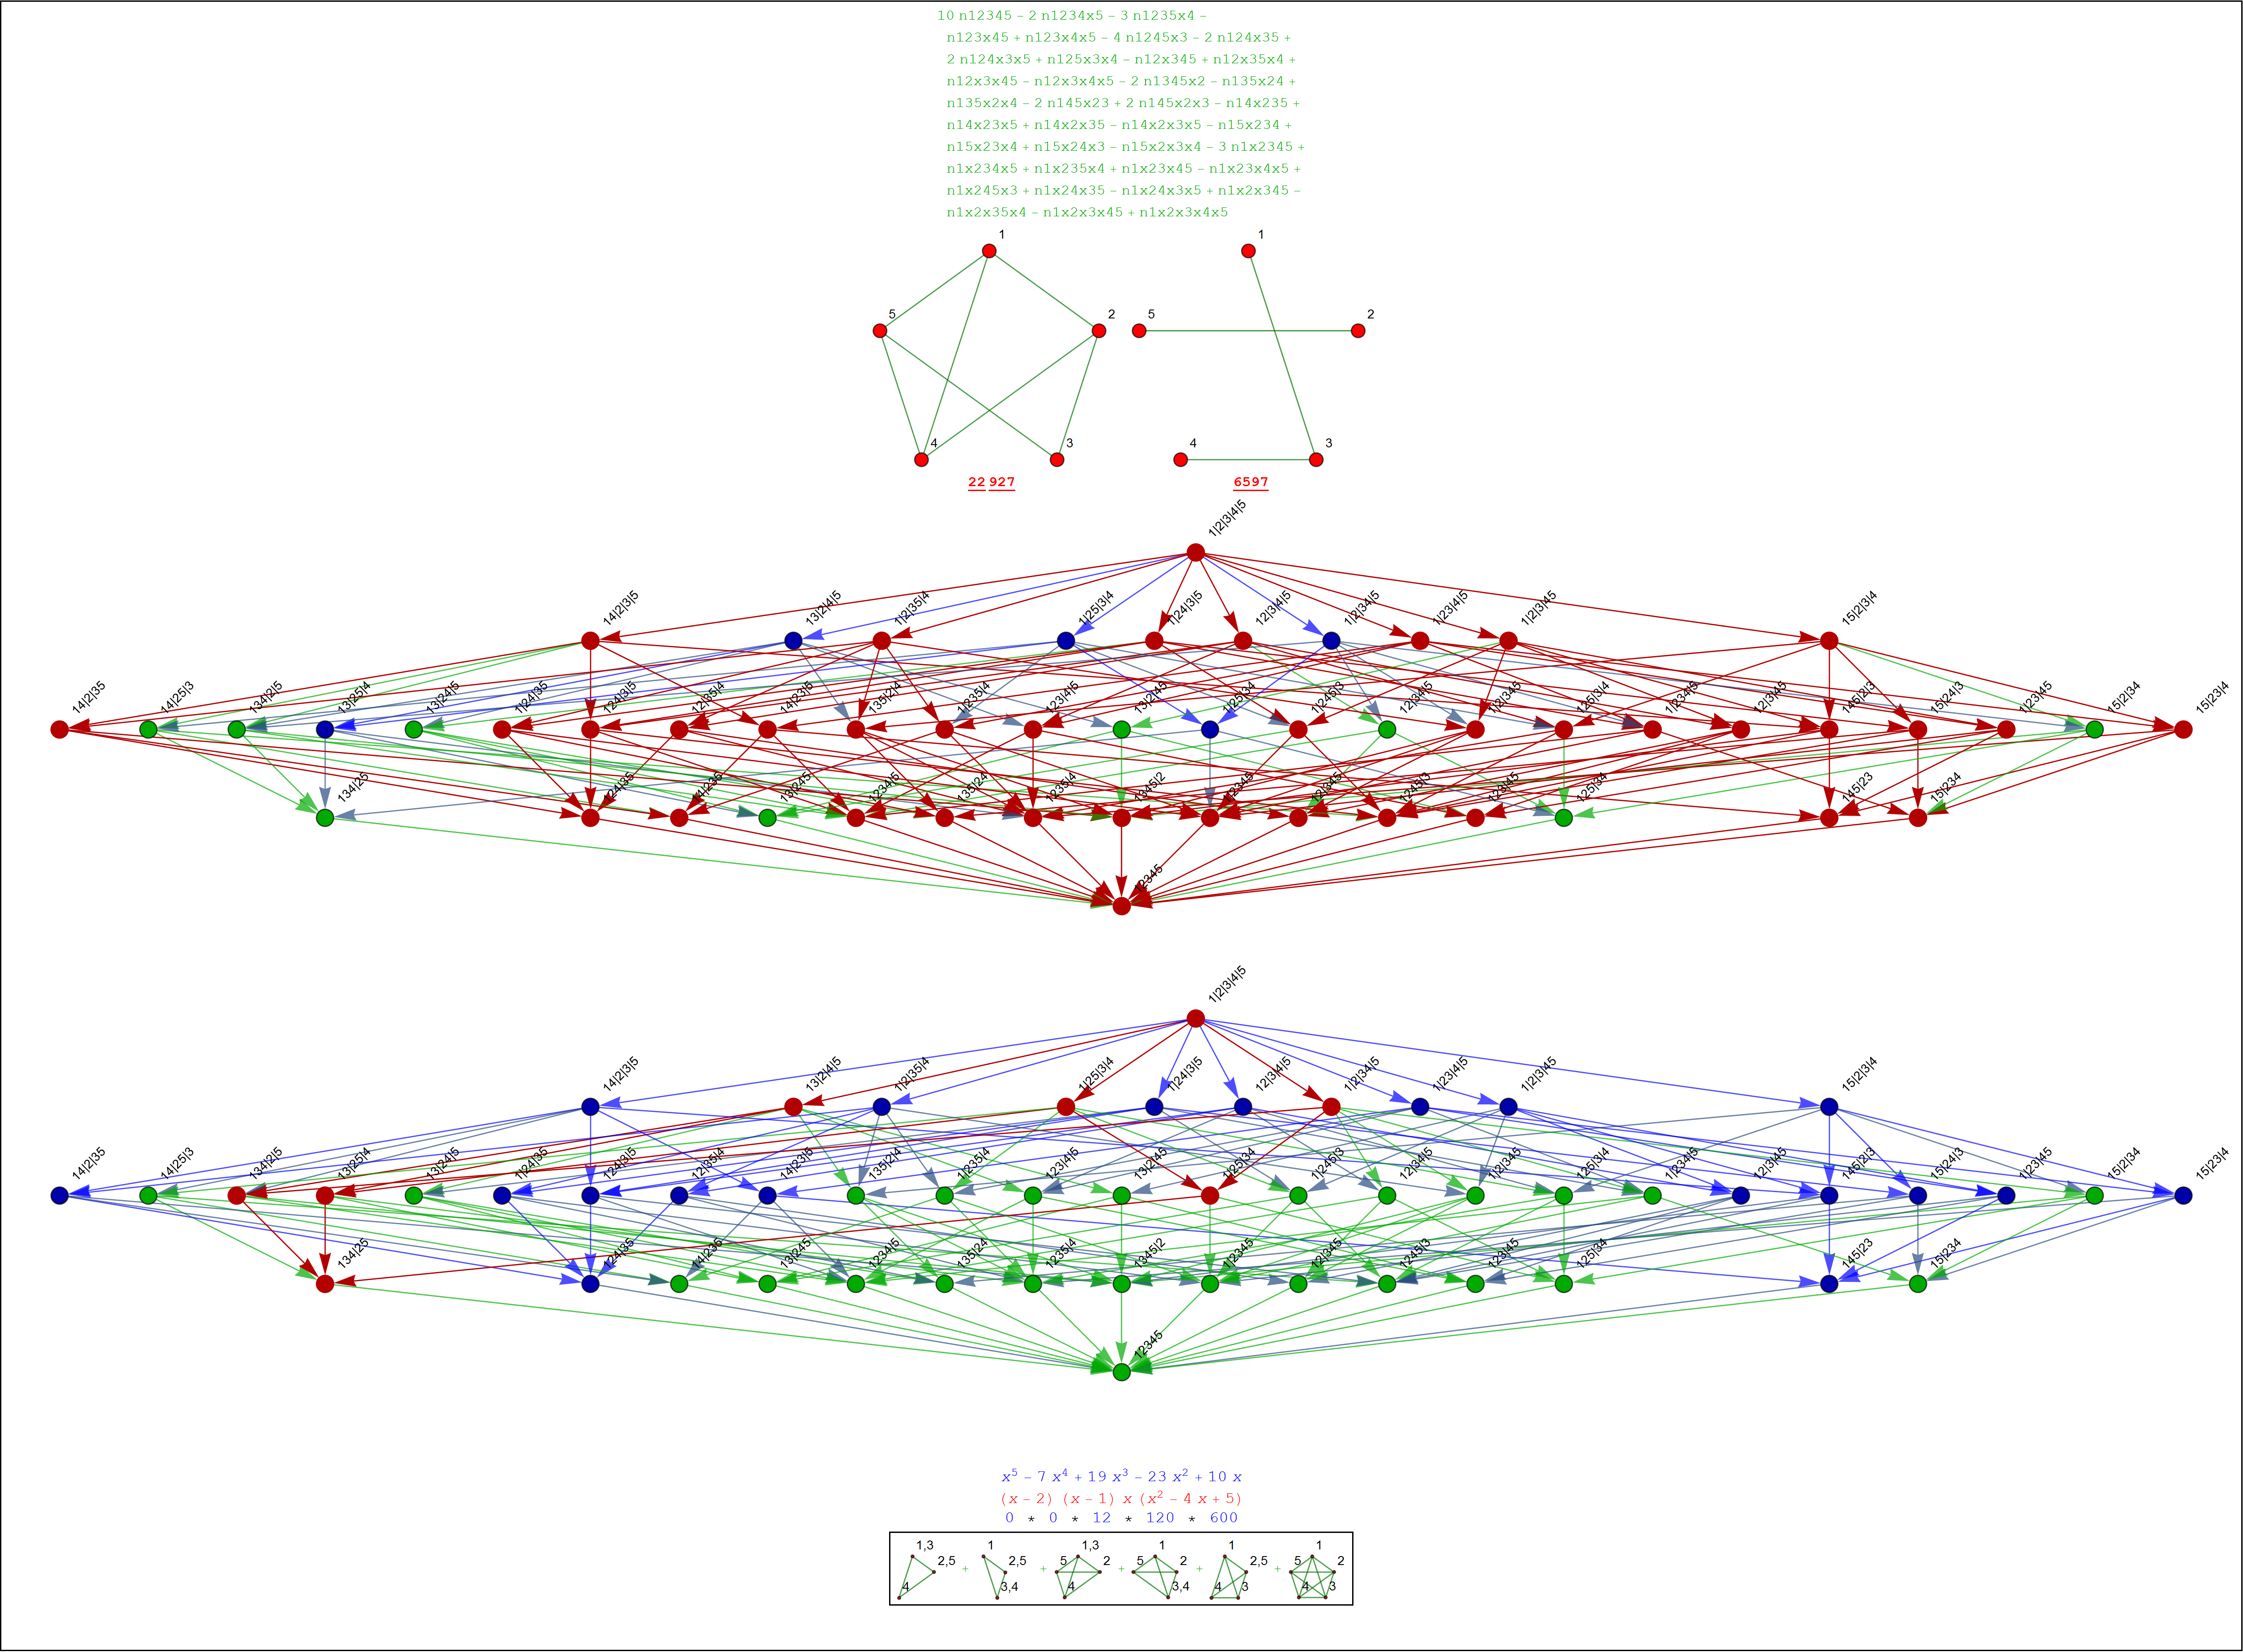 10 n12345 – 2 n1234x5 – 3 n1235x4 –
n123x45 + n123x4x5 – 4 n1245x3 – 2 n124x35 +
2 n124x3x5 + n125x3x4 – n12x345 + n12x35x4 +
n12x3x45 – n12x3x4x5 – 2 n1345x2 – n135x24 +
n135x2x4 – 2 n145x23 + 2 n145x2x3 – n14x235 +
n14x23x5 + n14x2x35 – n14x2x3x5 – n15x234 +
n15x23x4 + n15x24x3 – n15x2x3x4 – 3 n1x2345 +
n1x234x5 + n1x235x4 + n1x23x45 – n1x23x4x5 +
n1x245x3 + n1x24x35 – n1x24x3x5 + n1x2x345 –
n1x2x35x4 – n1x2x3x45 + n1x2x3x4x5
1 1
5 2 5 2
4 3 4 3
22 927 6597
1|2|3|4|5
14|2|3|5 13|2|4|5 1|2|35|4 1|25|3|4 1|24|3|5 12|3|4|5 1|2|34|5 1|23|4|5 1|2|3|45 15|2|3|4
14|2|35 14|25|3 134|2|5 13|25|4 13|24|5 1|24|35 124|3|5 12|35|4 14|23|5 135|2|4 1|235|4 123|4|5 13|2|45 1|25|34 1|245|3 12|34|5 1|2|345 125|3|4 1|234|5 12|3|45 145|2|3 15|24|3 1|23|45 15|2|34 15|23|4
134|25 124|35 14|235 13|245 1234|5 135|24 1235|4 1345|2 1|2345 12|345 1245|3 123|45 125|34 145|23 15|234
12345
1|2|3|4|5
14|2|3|5 13|2|4|5 1|2|35|4 1|25|3|4 1|24|3|5 12|3|4|5 1|2|34|5 1|23|4|5 1|2|3|45 15|2|3|4
14|2|35 14|25|3 134|2|5 13|25|4 13|24|5 1|24|35 124|3|5 12|35|4 14|23|5 135|2|4 1|235|4 123|4|5 13|2|45 1|25|34 1|245|3 12|34|5 1|2|345 125|3|4 1|234|5 12|3|45 145|2|3 15|24|3 1|23|45 15|2|34 15|23|4
134|25 124|35 14|235 13|245 1234|5 135|24 1235|4 1345|2 1|2345 12|345 1245|3 123|45 125|34 145|23 15|234
12345
x⁵ – 7 x⁴ + 19 x³ – 23 x² + 10 x
(x – 2) (x – 1) x (x² – 4 x + 5)
0 * 0 * 12 * 120 * 600
1,3 1 1,3 1 1 1
2,5 + 2,5 + 5 2 + 5 2 + 2,5 + 5 2
4 3,4 4 3,4 4 3 4 3